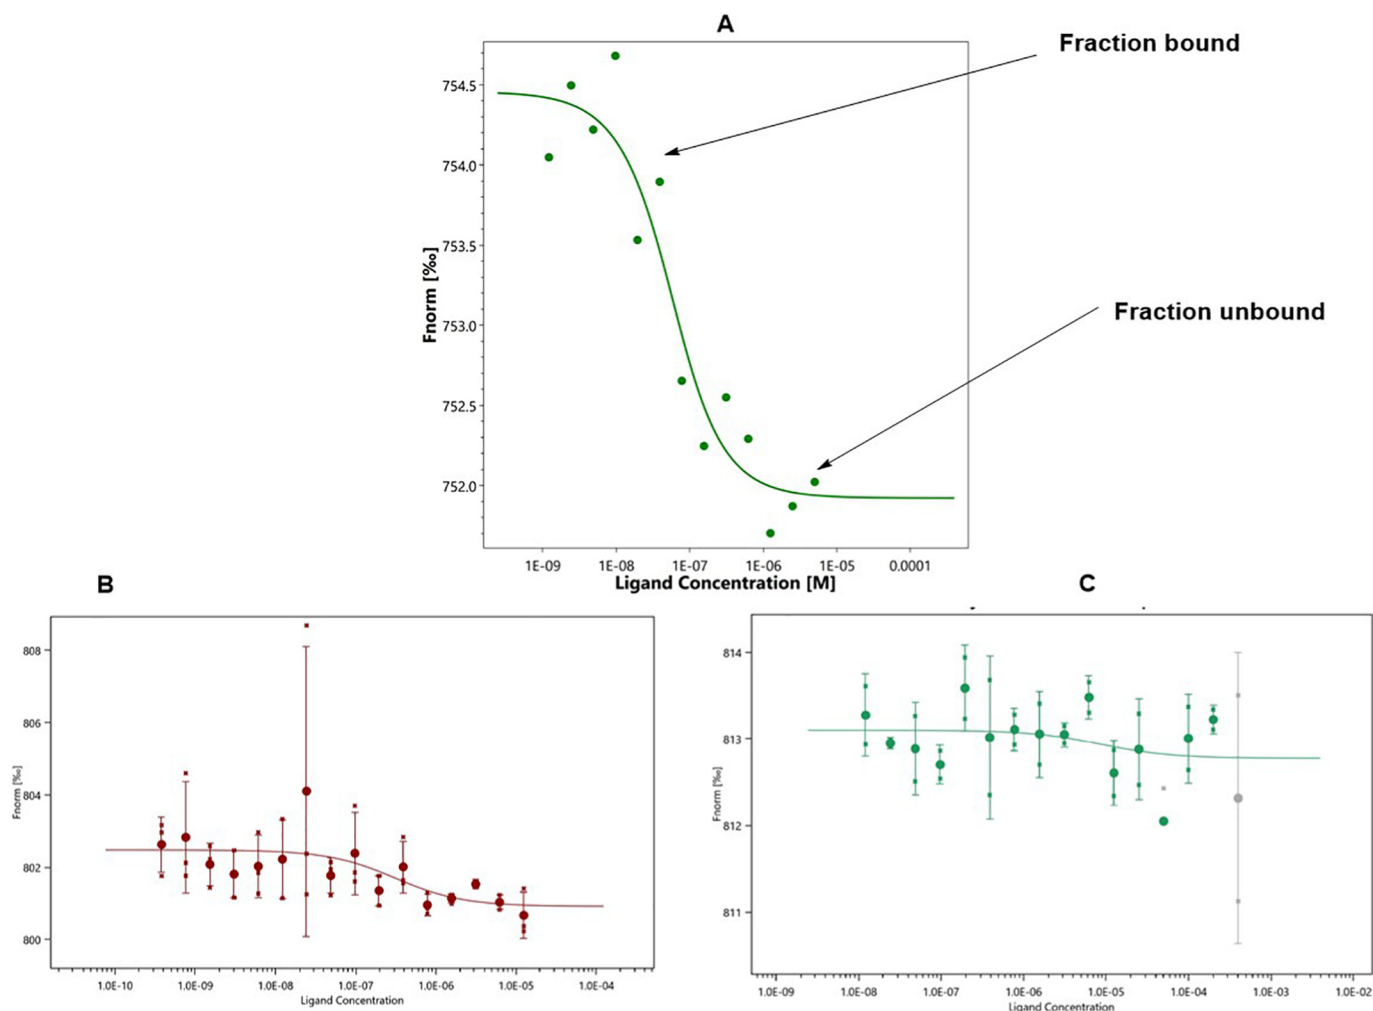 A
Fraction bound
754.5
754.0
753.5
Fnorm [‰]
753.0
Fraction unbound
752.5
752.0
1E-09 1E-08 1E-07 1E-06 1E-05 0.0001
Ligand Concentration [M]
B
808
806
804
Fnorm [‰]
802
800
1.0E-10 1.0E-09 1.0E-08 1.0E-07 1.0E-06 1.0E-05 1.0E-04
Ligand Concentration
C
814
813
Fnorm [‰]
812
811
1.0E-09 1.0E-08 1.0E-07 1.0E-06 1.0E-05 1.0E-04 1.0E-03 1.0E-02
Ligand Concentration